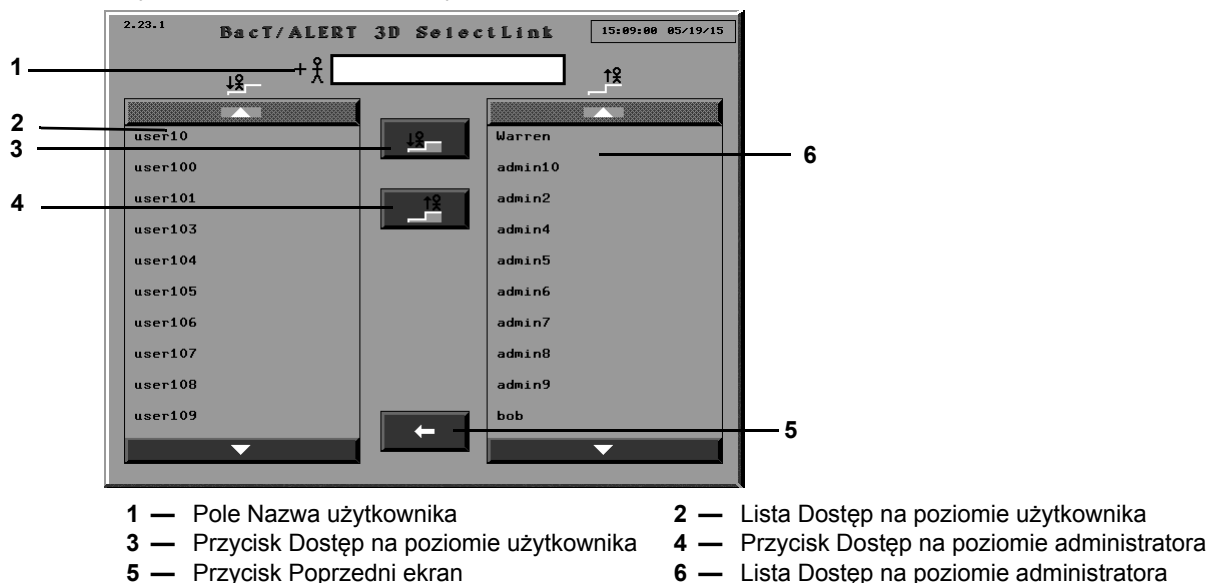 2.23.1
BacT/ALERT 3D SelectLink
15:09:00 05/19/15
1
+
2
3
4
user10
user100
user101
user103
user104
user105
user106
user107
user108
user109
Warren
admin10
admin2
admin4
admin5
admin6
admin7
admin8
admin9
bob
6
5
1 — Pole Nazwa użytkownika
2 — Lista Dostęp na poziomie użytkownika
3 — Przycisk Dostęp na poziomie użytkownika
4 — Przycisk Dostęp na poziomie administratora
5 — Przycisk Poprzedni ekran
6 — Lista Dostęp na poziomie administratora